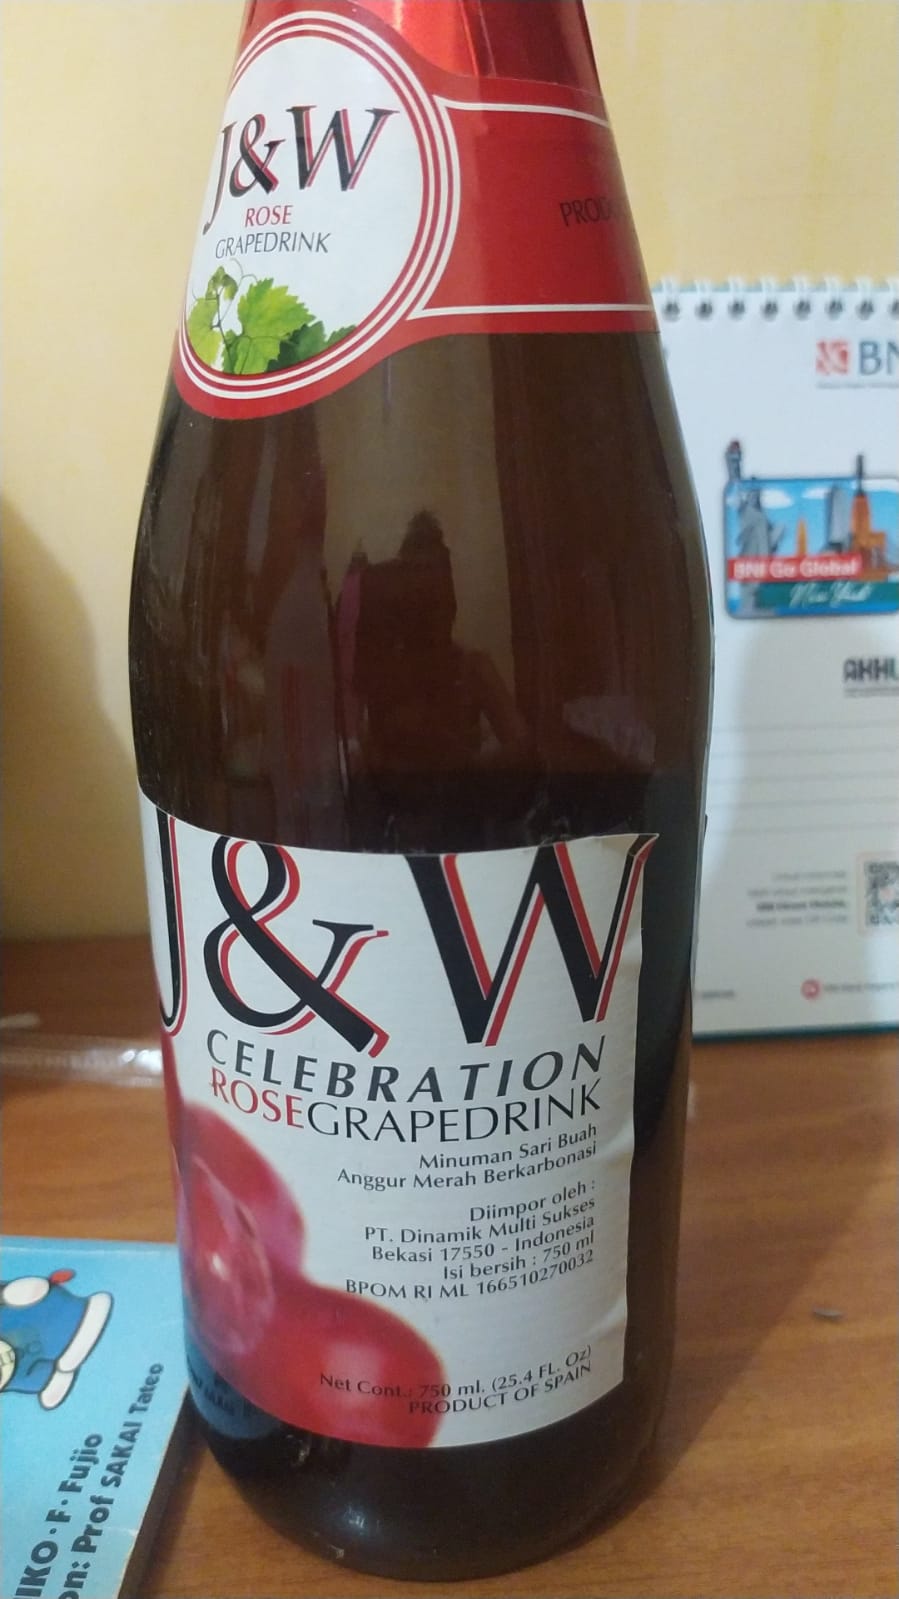 J&W
ROSE
GRAPEDRINK
BNI Go Global
New York
J&W
CELEBRATION
ROSEGRAPEDRINK
Minuman Sari Buah
Anggur Merah Berkarbonasi
Diimpor oleh :
PT. Dinamik Multi Sukses
Bekasi 17550 - Indonesia
Isi bersih : 750 ml
BPOM RI ML 166510270032
Net Cont.: 750 ml. (25.4 FL. Oz)
PRODUCT OF SPAIN
F. Fujio
Prof SAKAI Tateo